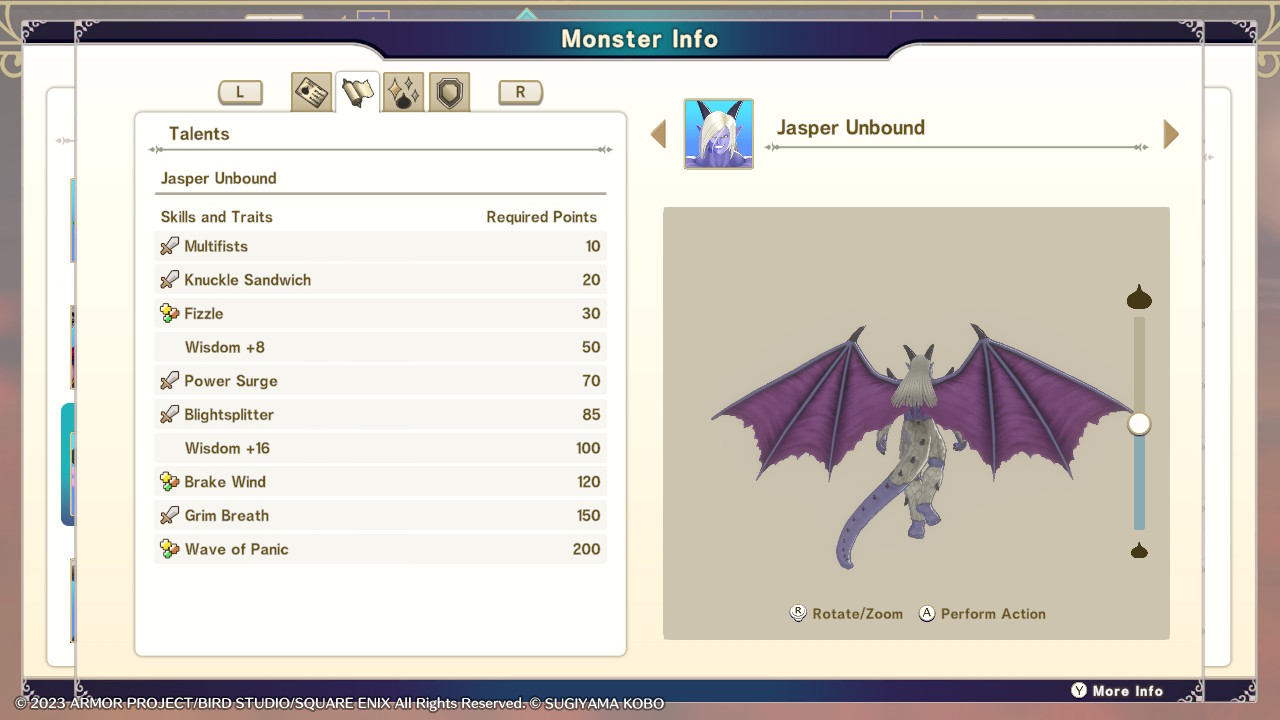 Monster Info
L
R
Talents
Jasper Unbound
Skills and Traits Required Points
Multifists 10
Knuckle Sandwich 20
Fizzle 30
Wisdom +8 50
Power Surge 70
Blightsplitter 85
Wisdom +16 100
Brake Wind 120
Grim Breath 150
Wave of Panic 200
Jasper Unbound
R Rotate/Zoom A Perform Action
Y More Info
© 2023 ARMOR PROJECT/BIRD STUDIO/SQUARE ENIX All Rights Reserved. © SUGIYAMA KOBO